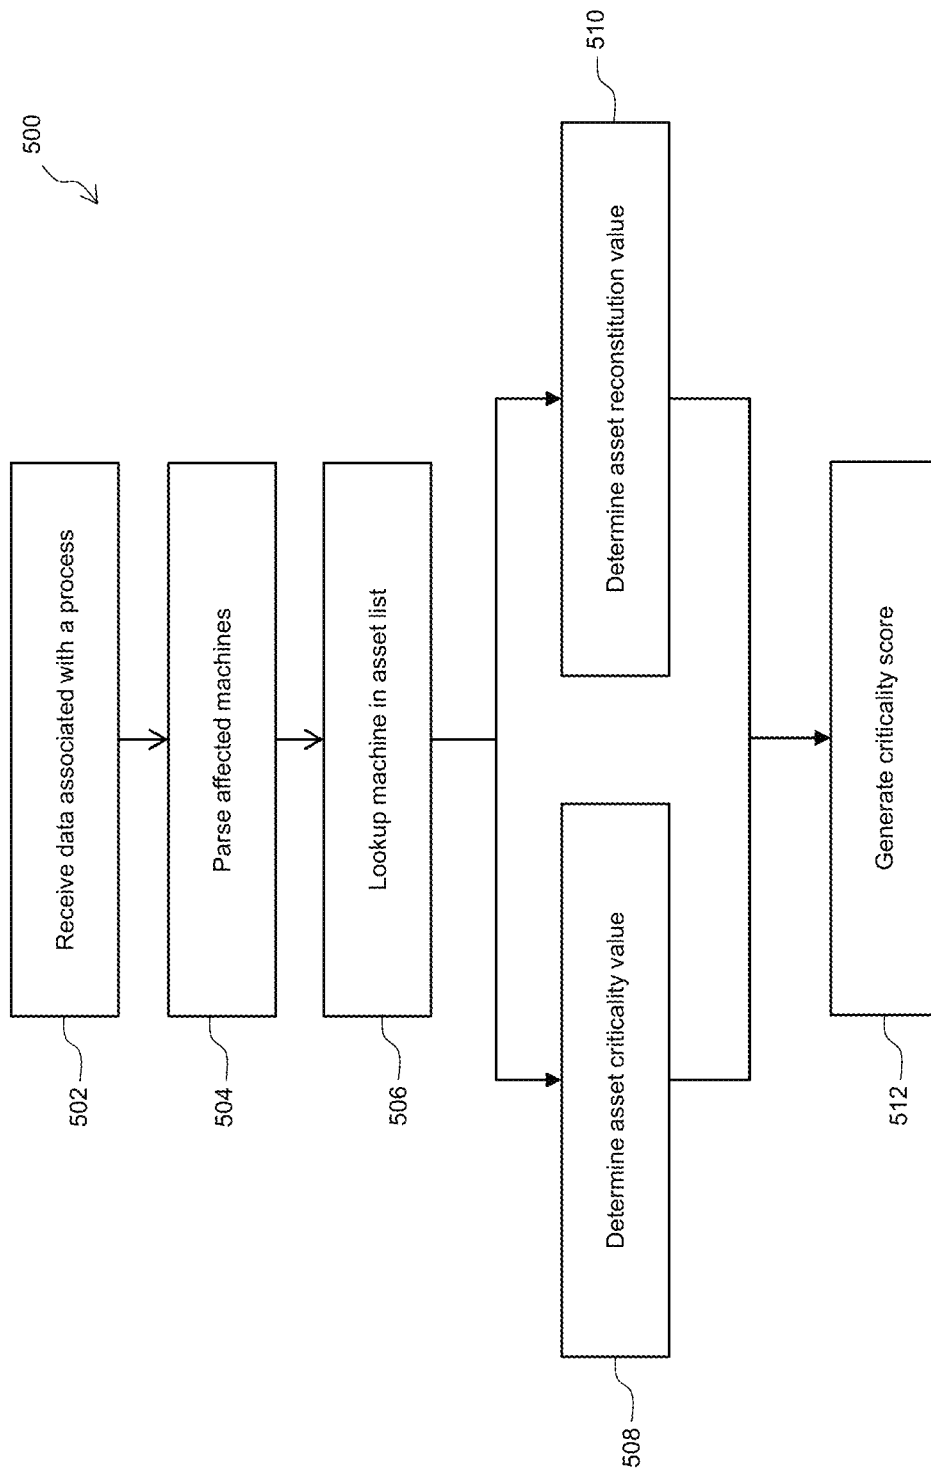 500
Receive data associated with a process
502
Parse affected machines
504
Lookup machine in asset list
506
Determine asset criticality value
508
Determine asset reconstitution value
510
Generate criticality score
512